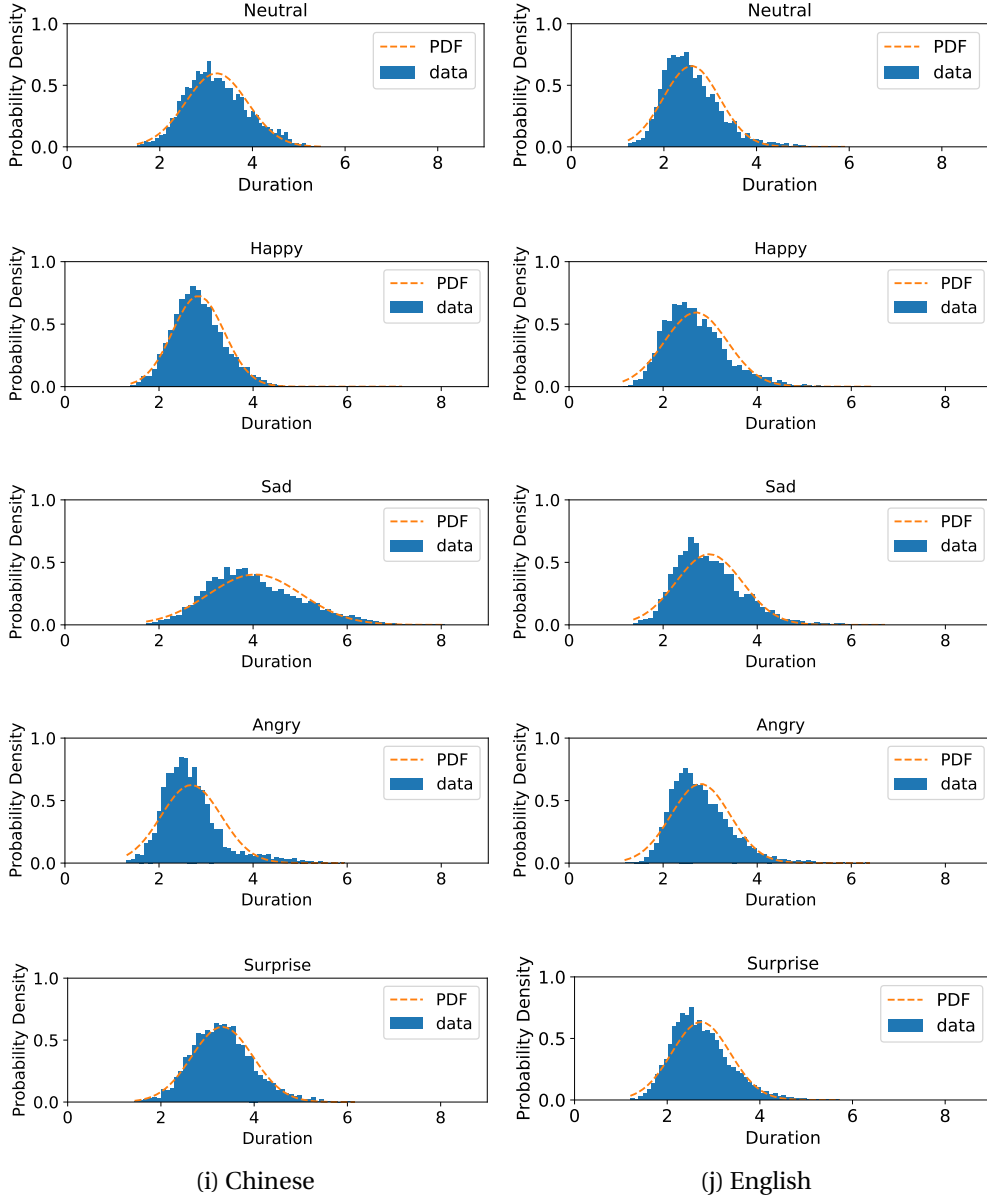 Neutral
Probability Density
1.0
0.5
0.0
PDF
data
0 2 4 6 8
Duration
Neutral
Probability Density
1.0
0.5
0.0
PDF
data
0 2 4 6 8
Duration
Happy
Probability Density
1.0
0.5
0.0
PDF
data
0 2 4 6 8
Duration
Happy
Probability Density
1.0
0.5
0.0
PDF
data
0 2 4 6 8
Duration
Sad
Probability Density
1.0
0.5
0.0
PDF
data
0 2 4 6 8
Duration
Sad
Probability Density
1.0
0.5
0.0
PDF
data
0 2 4 6 8
Duration
Angry
Probability Density
1.0
0.5
0.0
PDF
data
0 2 4 6 8
Duration
Angry
Probability Density
1.0
0.5
0.0
PDF
data
0 2 4 6 8
Duration
Surprise
Probability Density
1.0
0.5
0.0
PDF
data
0 2 4 6 8
Duration
Surprise
Probability Density
1.0
0.5
0.0
PDF
data
0 2 4 6 8
Duration
(i) Chinese
(j) English